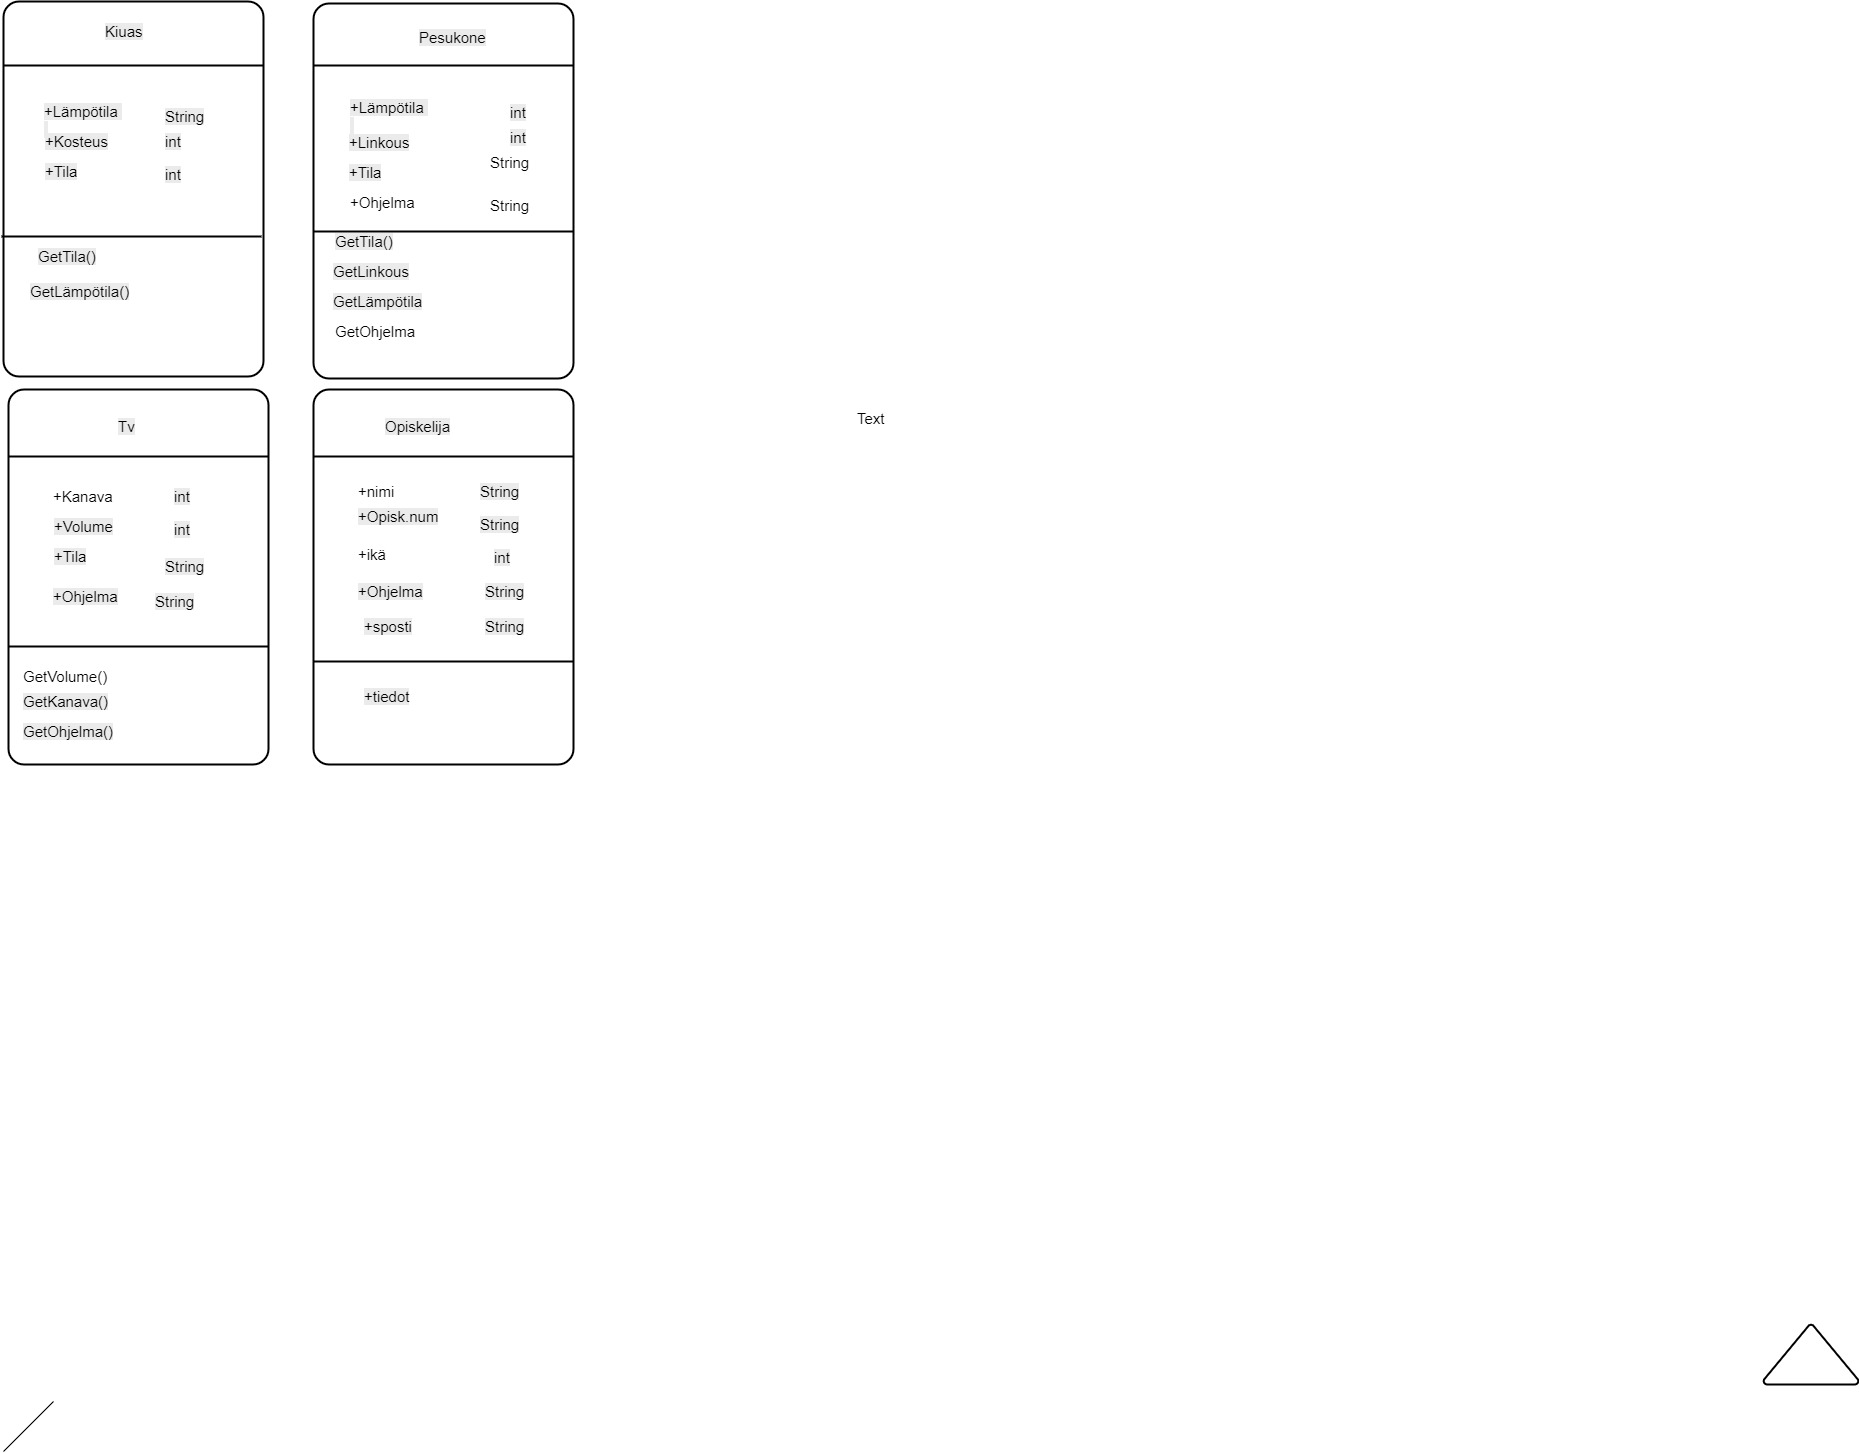 Kiuas
+Lämpötila String
+Kosteus int
+Tila int
GetTila()
GetLämpötila()
Pesukone
+Lämpötila int
+Linkous int
+Tila String
+Ohjelma String
GetTila()
GetLinkous
GetLämpötila
GetOhjelma
Tv
+Kanava int
+Volume int
+Tila String
+Ohjelma String
GetVolume()
GetKanava()
GetOhjelma()
Opiskelija
+nimi String
+Opisk.num String
+ikä int
+Ohjelma String
+sposti String
+tiedot
Text